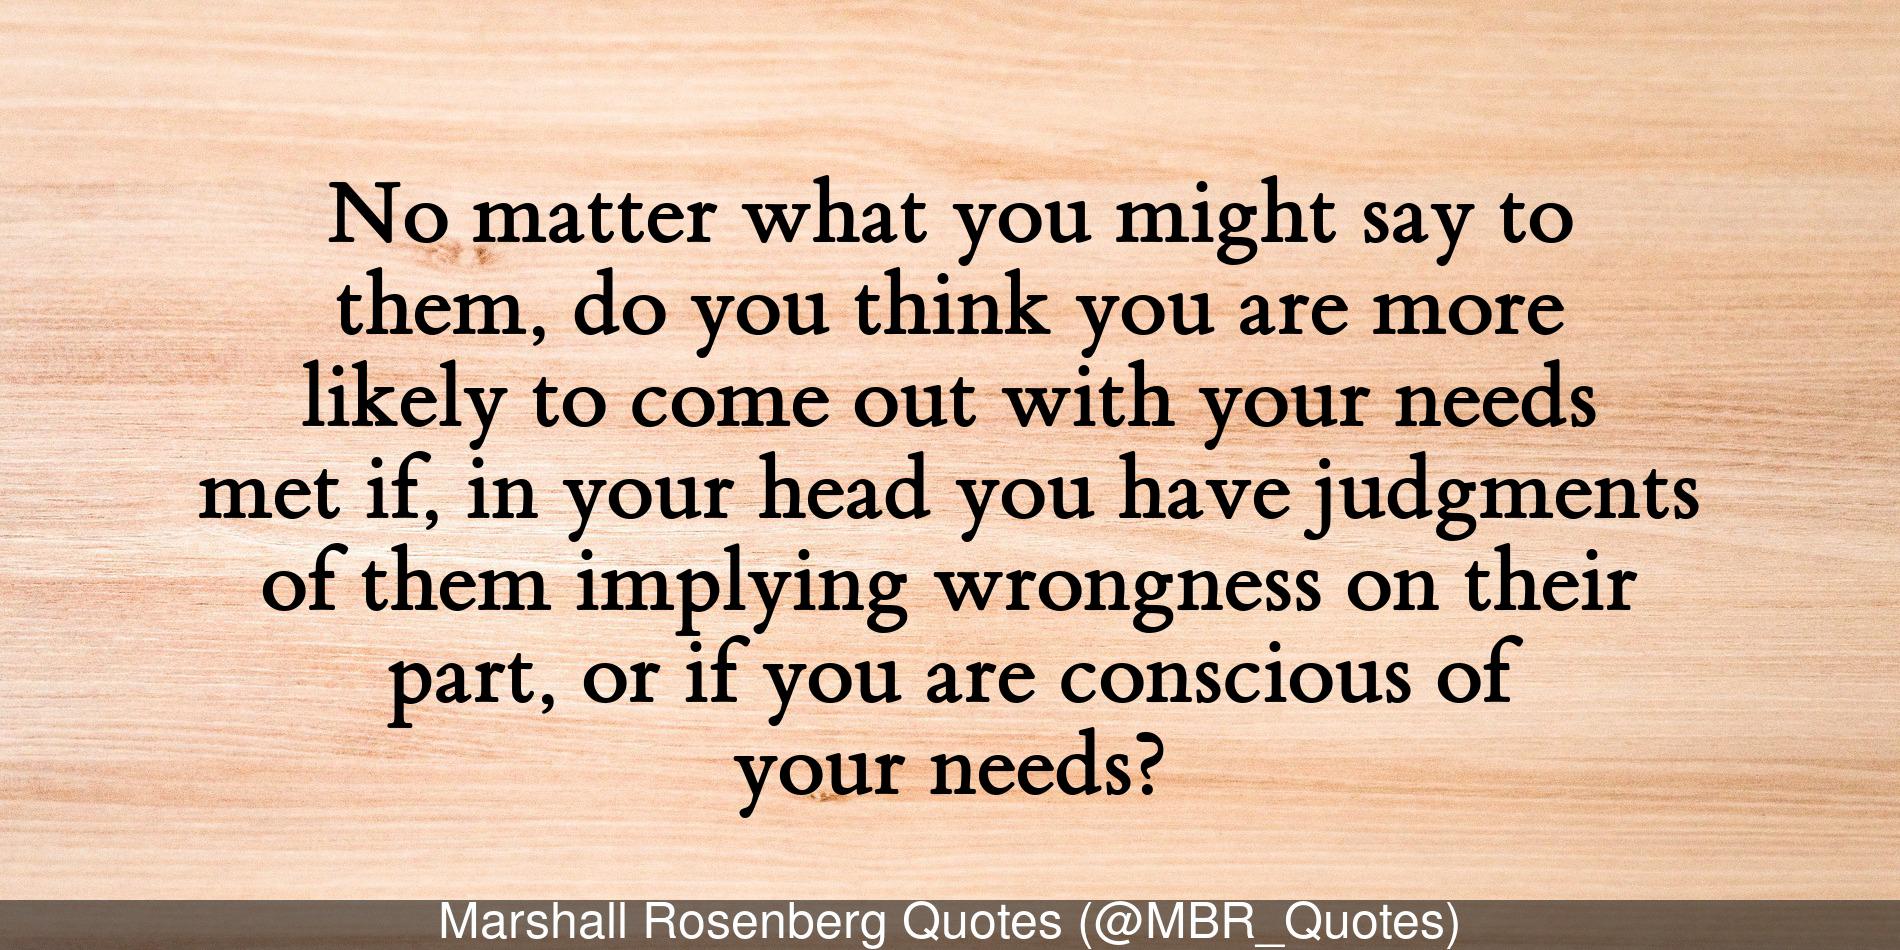 No matter what you might say to
them, do you think you are more
likely to come out with your needs
met if, in your head you have judgments
of them implying wrongness on their
part, or if you are conscious of
your needs?
Marshall Rosenberg Quotes (@MBR_Quotes)